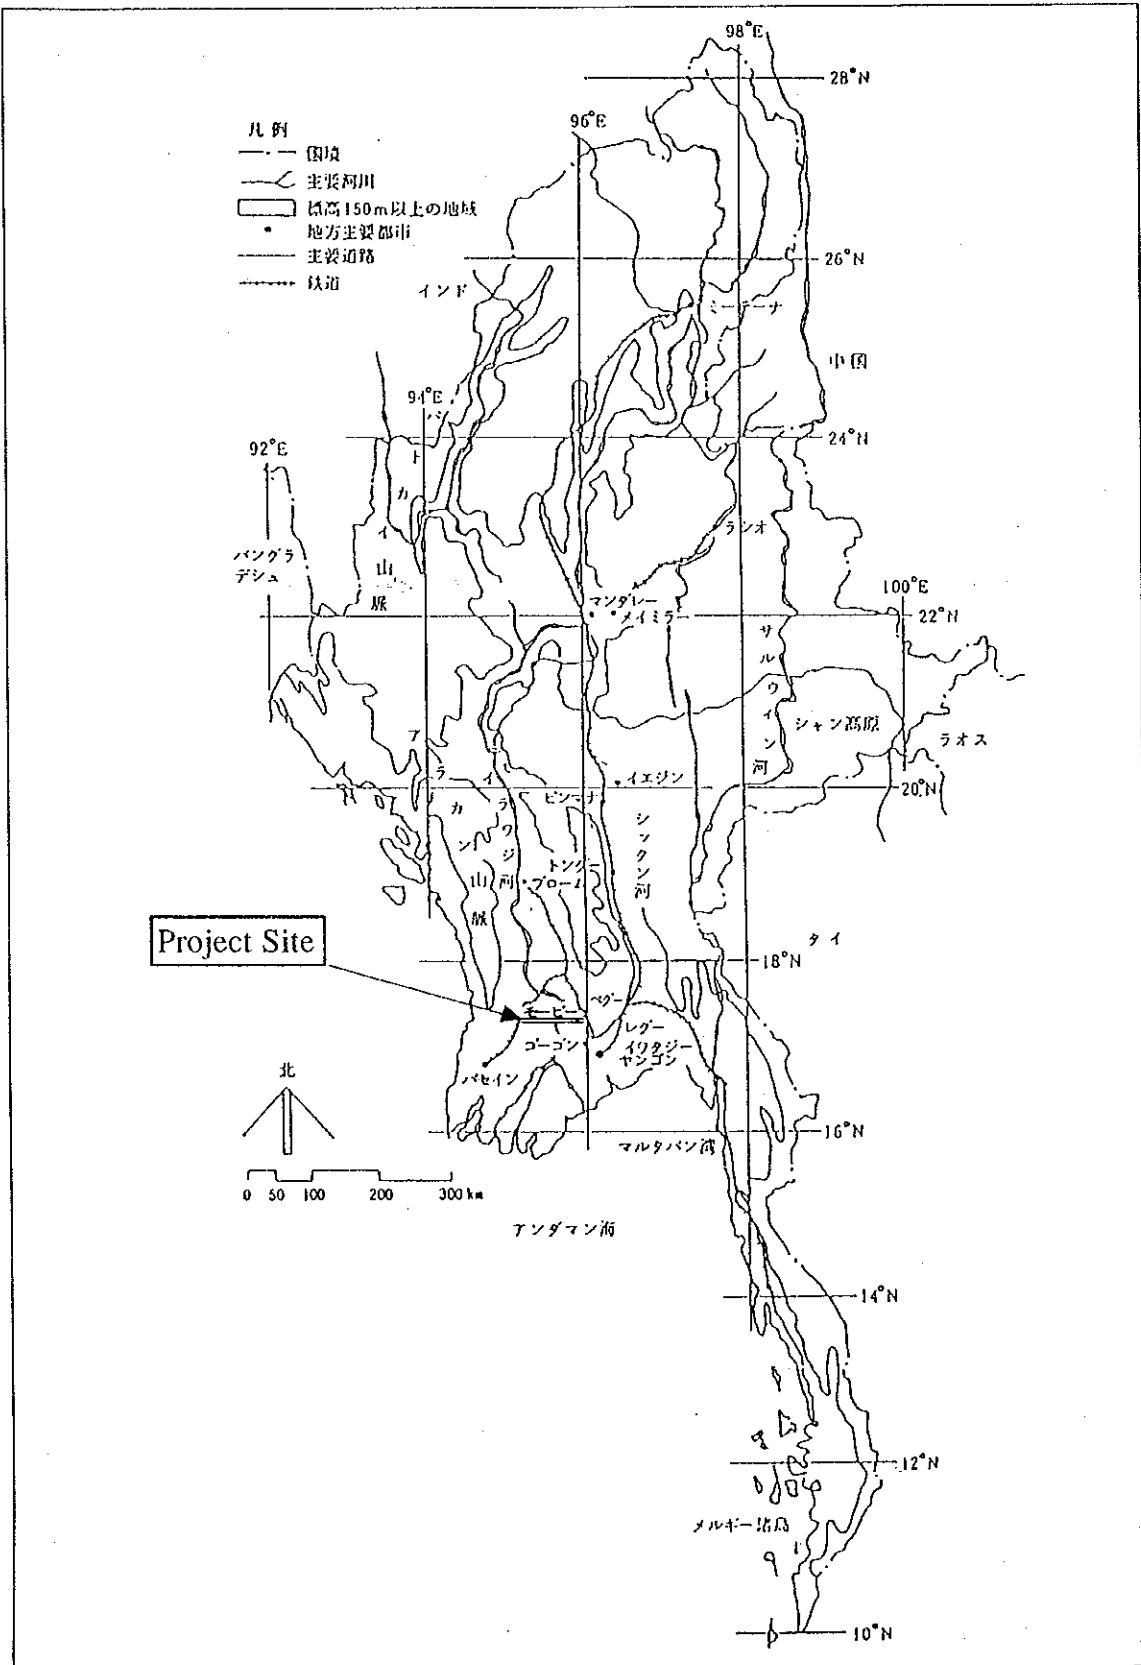 98°E
28°N
96°E
凡例
国境
主要河川
標高150m以上の地域
地方主要都市
主要道路
鉄道
26°N
インド
ミーチーナ
中国
94°E
24°N
92°E
ラシオ
バングラ
デシュ
100°E
マンダレー
メイミョー
22°N
サルウィン河
シャン高原
ラオス
イエジン
20°N
ピンマナ
アラカン山脈
シックン河
トングー
プローム
Project Site
タイ
18°N
ペグー
モービー
レグー
イワタジー
ヤンゴン
ゴーゴン
バセイン
北
16°N
マルタバン湾
0 50 100 200 300km
アンダマン海
14°N
12°N
メルギー諸島
10°N